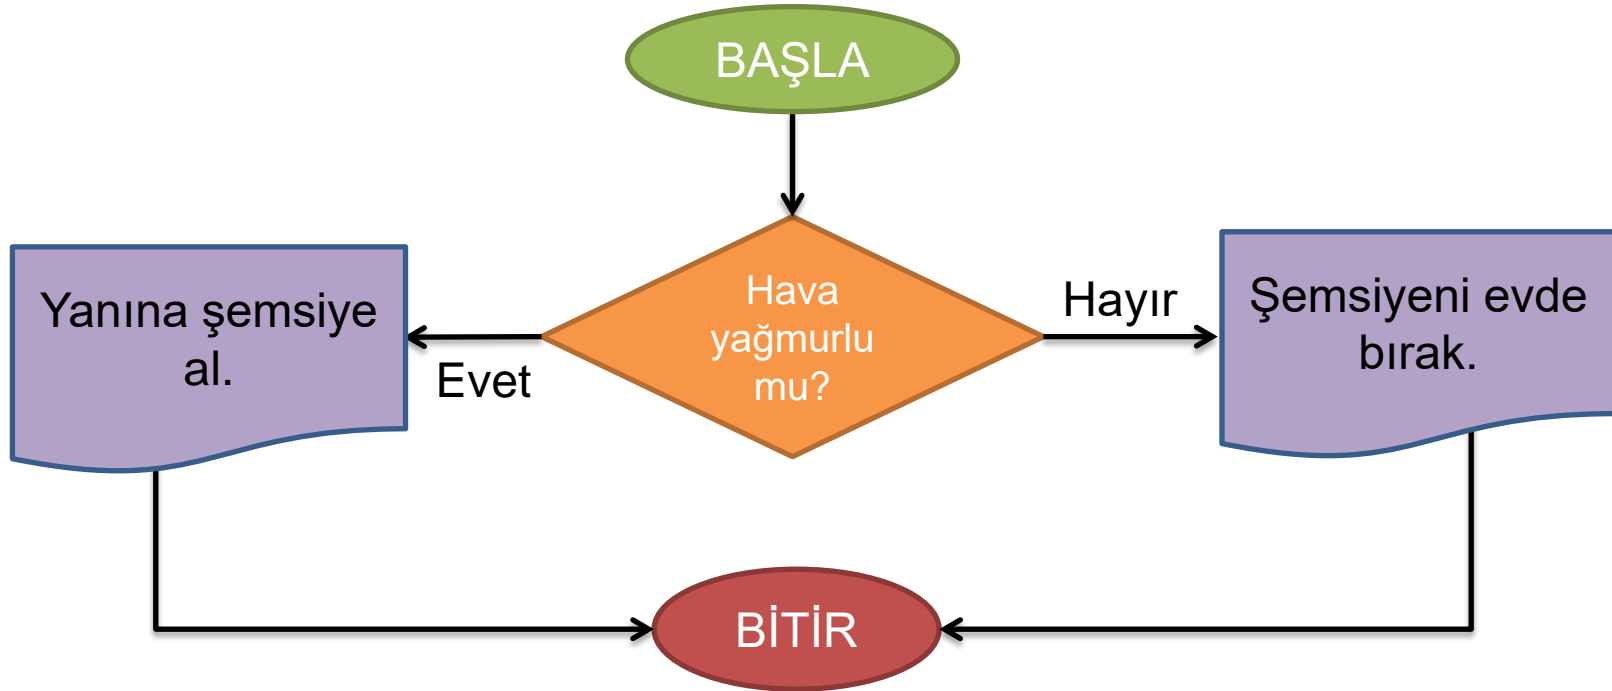 BAŞLA
Yanına şemsiye
al.
Evet
Hava
yağmurlu
mu?
Hayır
Şemsiyeni evde
bırak.
BİTİR